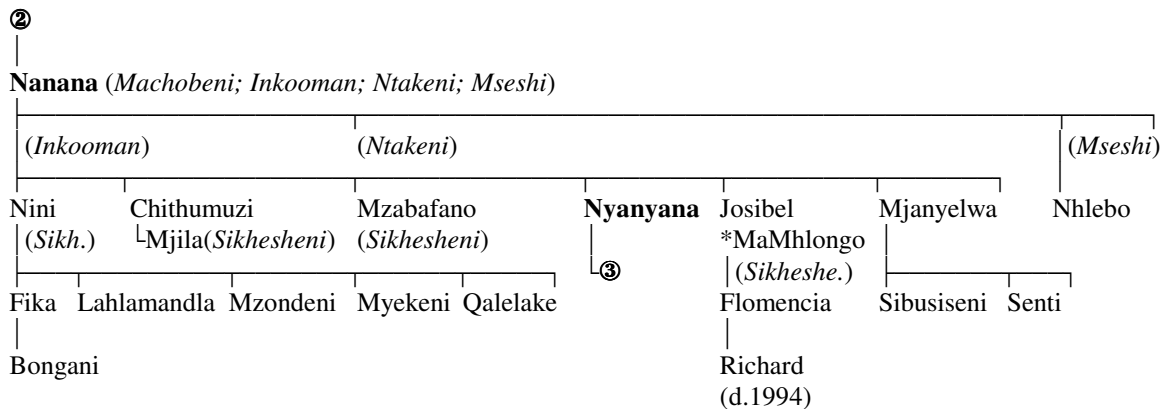 ②
Nanana (Machobeni; Inkooman; Ntakeni; Mseshi)
(Inkooman) (Ntakeni) (Mseshi)
Nini Chithumuzi Mzabafano Nyanyana Josibel Mjanyelwa Nhlebo
(Sikh.) Mjila(Sikhesheni) (Sikhesheni) *MaMhlongo
③ (Sikheshe.)
Fika Lahlamandla Mzondeni Myekeni Qalelake Flomencia Sibusiseni Senti
Bongani Richard
(d.1994)